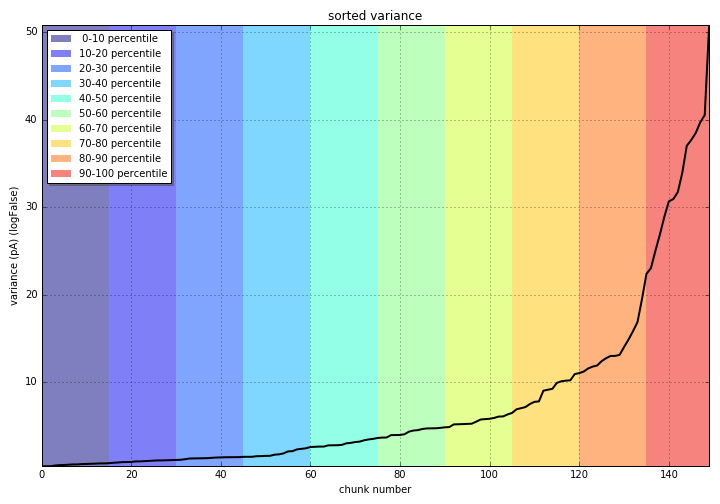 sorted variance
0-10 percentile
10-20 percentile
20-30 percentile
30-40 percentile
40-50 percentile
50-60 percentile
60-70 percentile
70-80 percentile
80-90 percentile
90-100 percentile
variance (pA) (logFalse)
50
40
30
20
10
0 20 40 60 80 100 120 140
chunk number